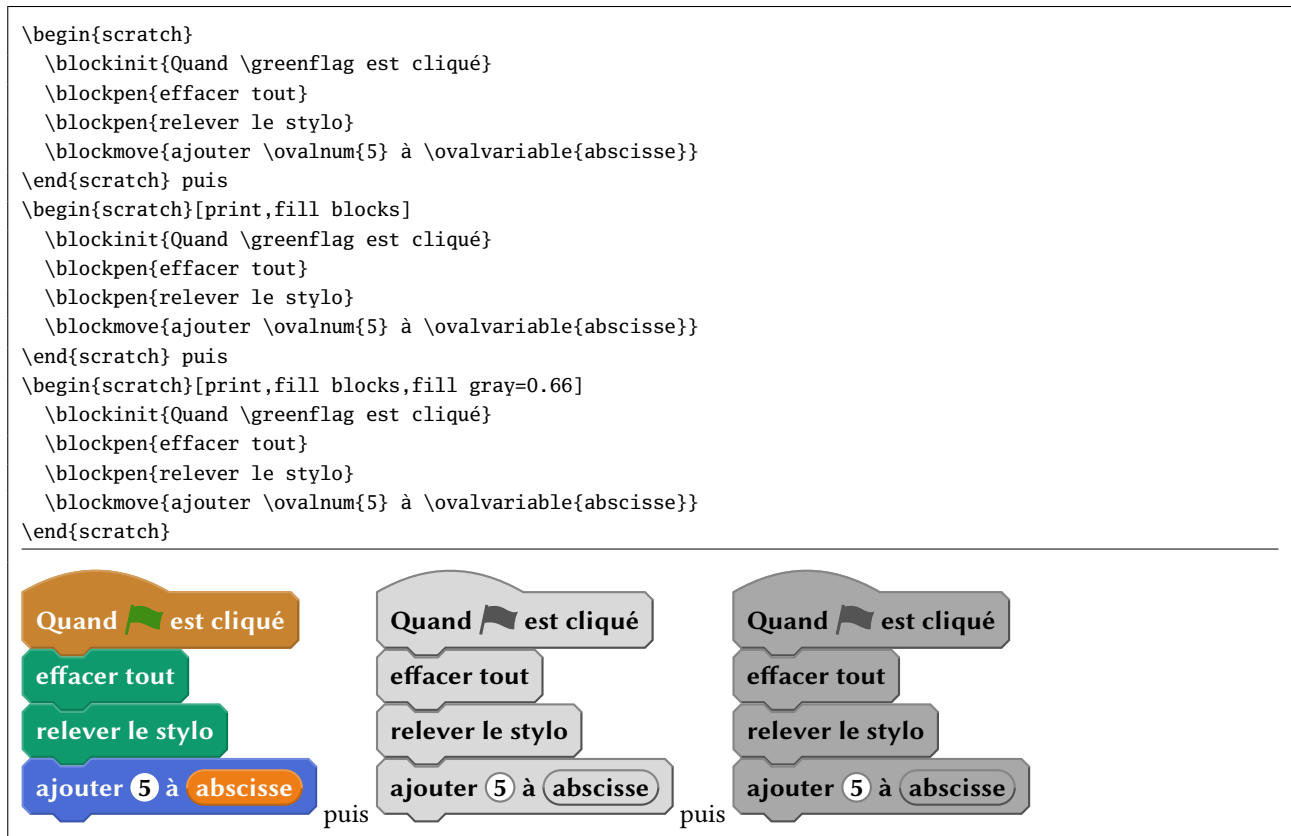 \begin{scratch}
\blockinit{Quand \greenflag est cliqué}
\blockpen{effacer tout}
\blockpen{relever le stylo}
\blockmove{ajouter \ovalnum{5} à \ovalvariable{abscisse}}
\end{scratch} puis
\begin{scratch}[print,fill blocks]
\blockinit{Quand \greenflag est cliqué}
\blockpen{effacer tout}
\blockpen{relever le stylo}
\blockmove{ajouter \ovalnum{5} à \ovalvariable{abscisse}}
\end{scratch} puis
\begin{scratch}[print,fill blocks,fill gray=0.66]
\blockinit{Quand \greenflag est cliqué}
\blockpen{effacer tout}
\blockpen{relever le stylo}
\blockmove{ajouter \ovalnum{5} à \ovalvariable{abscisse}}
\end{scratch}
Quand est cliqué
effacer tout
relever le stylo
ajouter 5 à abscisse
puis
Quand est cliqué
effacer tout
relever le stylo
ajouter 5 à abscisse
puis
Quand est cliqué
effacer tout
relever le stylo
ajouter 5 à abscisse